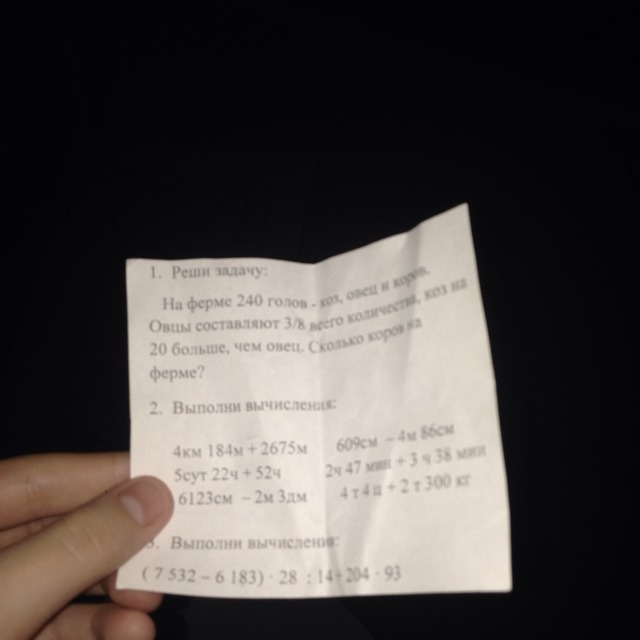 1. Реши задачу:
На ферме 240 голов - коз, овец и коров.
Овцы составляют 3/8 всего количества, коз на
20 больше, чем овец. Сколько коров на
ферме?
2. Выполни вычисления:
4км 184м + 2675м 609см – 4м 86см
5сут 22ч + 52ч 2ч 47 мин + 3 ч 38 мин
6123см – 2м 3дм 4 т 4 ц + 2 т 300 кг
3. Выполни вычисления:
( 7 532 – 6 183) · 28 : 14 · 204 · 93